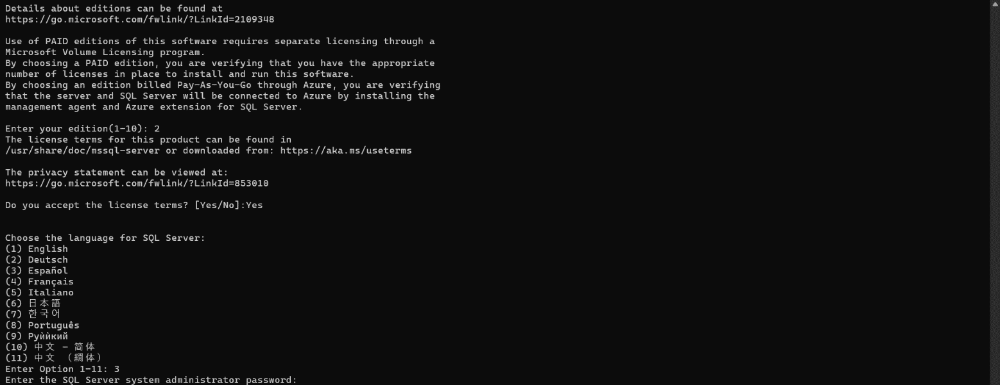 Details about editions can be found at
https://go.microsoft.com/fwlink/?LinkId=2109348
Use of PAID editions of this software requires separate licensing through a
Microsoft Volume Licensing program.
By choosing a PAID edition, you are verifying that you have the appropriate
number of licenses in place to install and run this software.
By choosing an edition billed Pay-As-You-Go through Azure, you are verifying
that the server and SQL Server will be connected to Azure by installing the
management agent and Azure extension for SQL Server.
Enter your edition(1-10): 2
The license terms for this product can be found in
/usr/share/doc/mssql-server or downloaded from: https://aka.ms/useterms
The privacy statement can be viewed at:
https://go.microsoft.com/fwlink/?LinkId=853010
Do you accept the license terms? [Yes/No]:Yes
Choose the language for SQL Server:
(1) English
(2) Deutsch
(3) Español
(4) Français
(5) Italiano
(6) 日本語
(7) 한국어
(8) Português
(9) Руѝѝкий
(10) 中文 – 简体
(11) 中文 （繝体）
Enter Option 1-11: 3
Enter the SQL Server system administrator password: